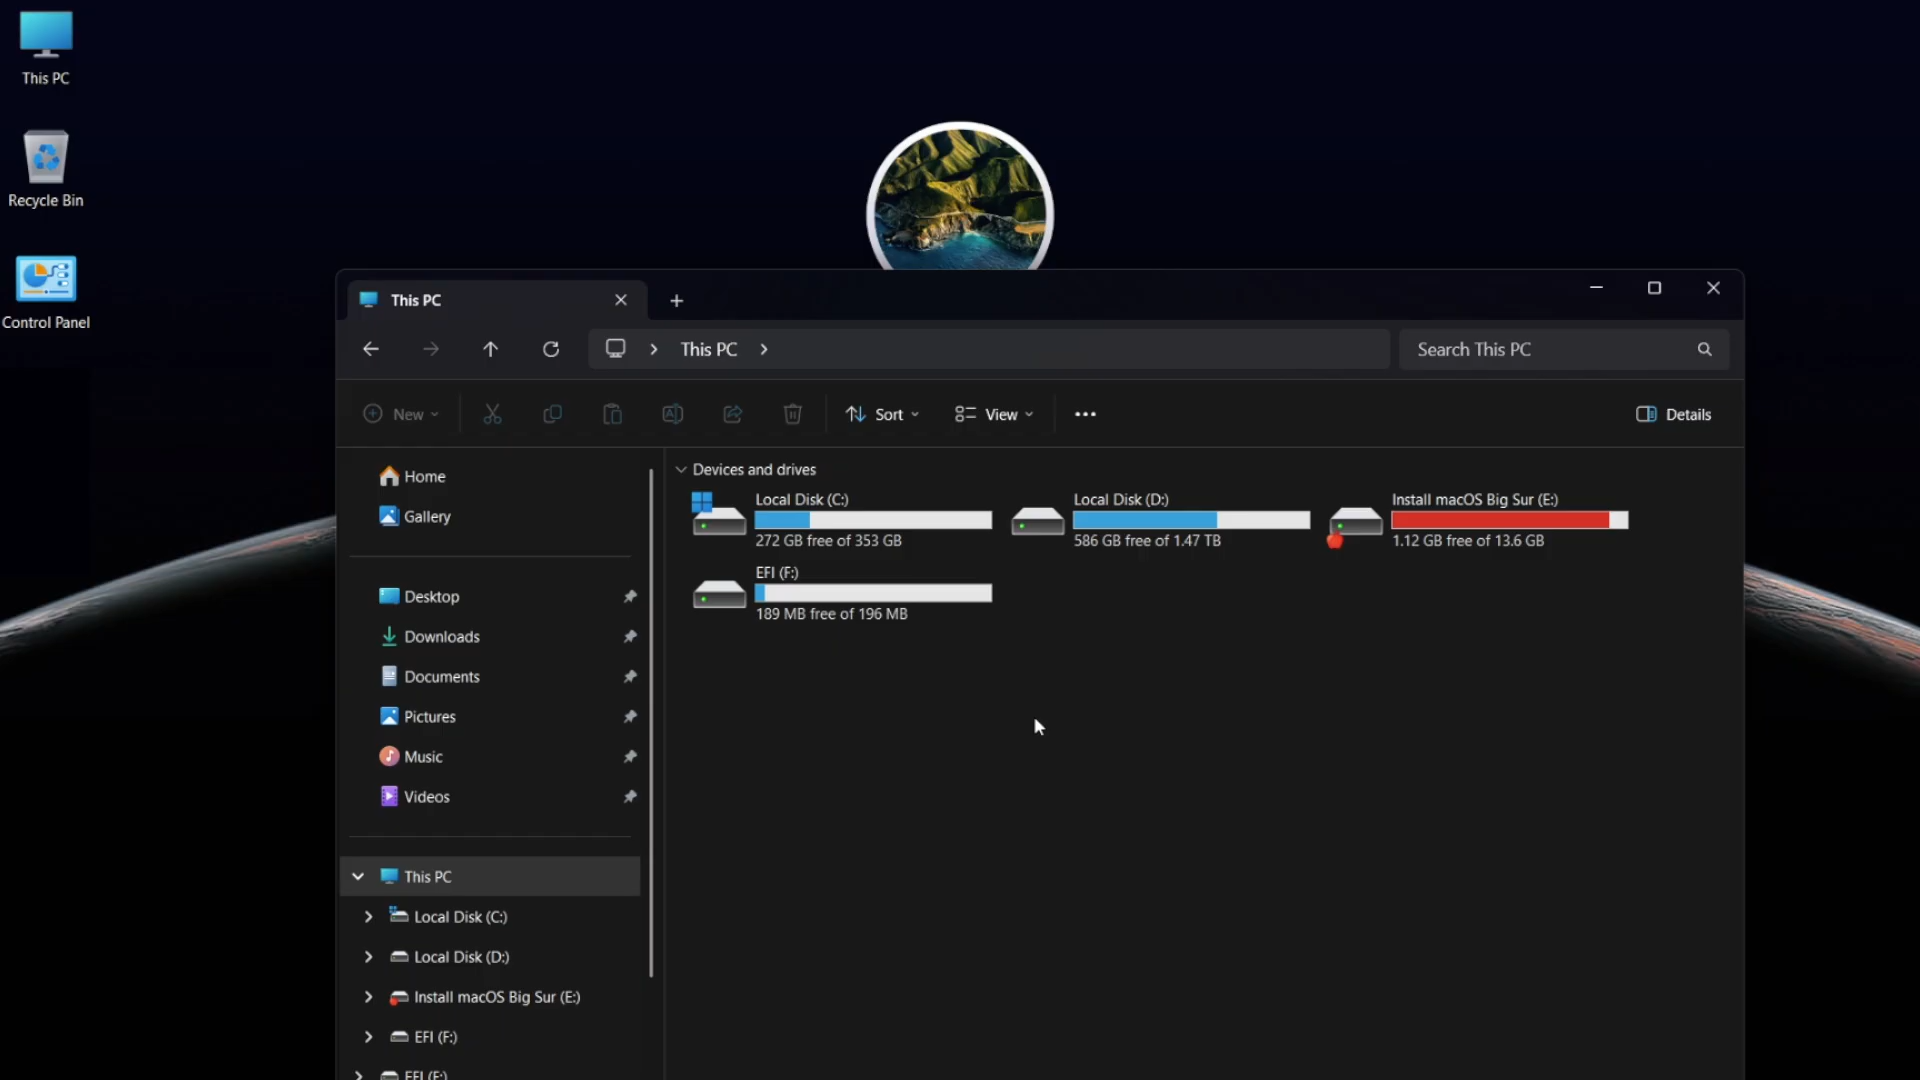 This PC
Recycle Bin
Control Panel
This PC
This PC
Search This PC
New
Sort
View
Details
Home
Gallery
Desktop
Downloads
Documents
Pictures
Music
Videos
This PC
Local Disk (C:)
Local Disk (D:)
Install macOS Big Sur (E:)
EFI (F:)
EFI (F:)
Devices and drives
Local Disk (C:)
272 GB free of 353 GB
Local Disk (D:)
586 GB free of 1.47 TB
Install macOS Big Sur (E:)
1.12 GB free of 13.6 GB
EFI (F:)
189 MB free of 196 MB